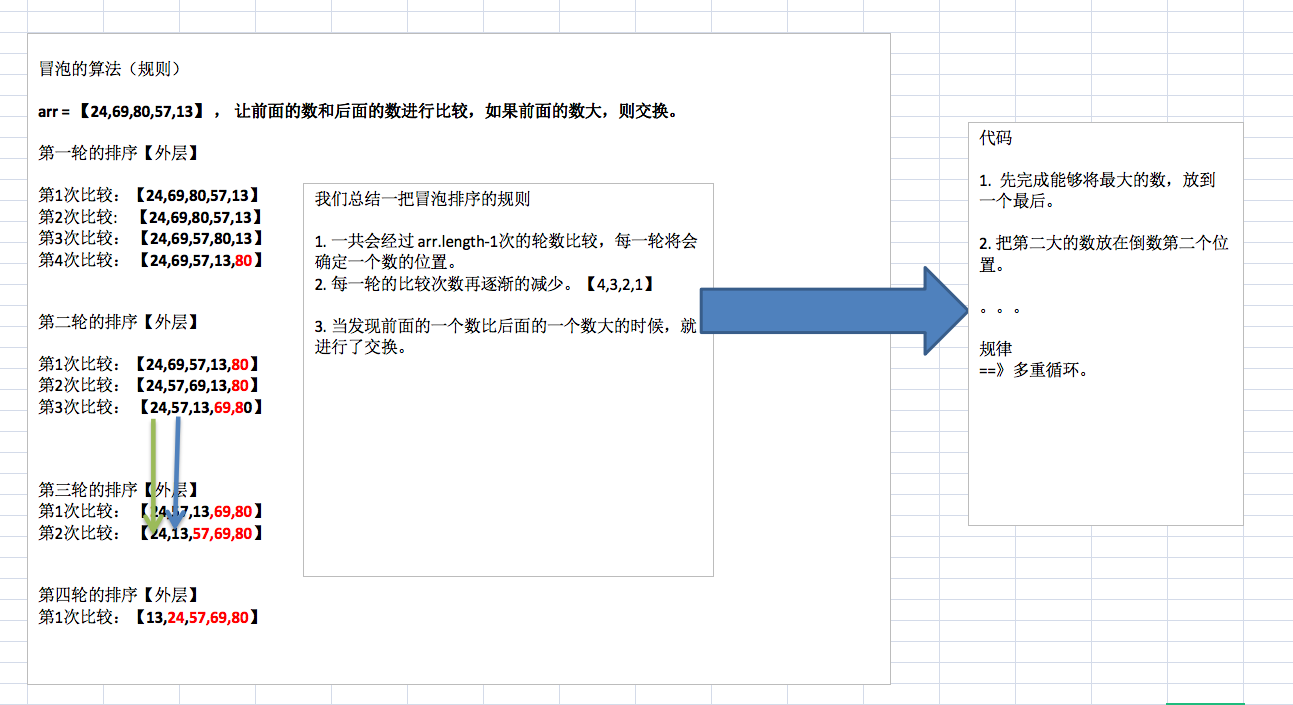 冒泡的算法（规则）
arr = 【24,69,80,57,13】 ， 让前面的数和后面的数进行比较，如果前面的数大，则交换。
第一轮的排序【外层】
第1次比较： 【24,69,80,57,13】
第2次比较:  【24,69,80,57,13】
第3次比较： 【24,69,57,80,13】
第4次比较： 【24,69,57,13,80】
第二轮的排序【外层】
第1次比较： 【24,69,57,13,80】
第2次比较： 【24,57,69,13,80】
第3次比较： 【24,57,13,69,80】
第三轮的排序【外层】
第1次比较： 【24,57,13,69,80】
第2次比较： 【24,13,57,69,80】
第四轮的排序【外层】
第1次比较： 【13,24,57,69,80】
我们总结一把冒泡排序的规则
1. 一共会经过 arr.length-1次的轮数比较，每一轮将会
确定一个数的位置。
2. 每一轮的比较次数再逐渐的减少。【4,3,2,1】
3. 当发现前面的一个数比后面的一个数大的时候，就
进行了交换。
代码
1. 先完成能够将最大的数，放到
一个最后。
2. 把第二大的数放在倒数第二个位
置。
。。。
规律
==》多重循环。